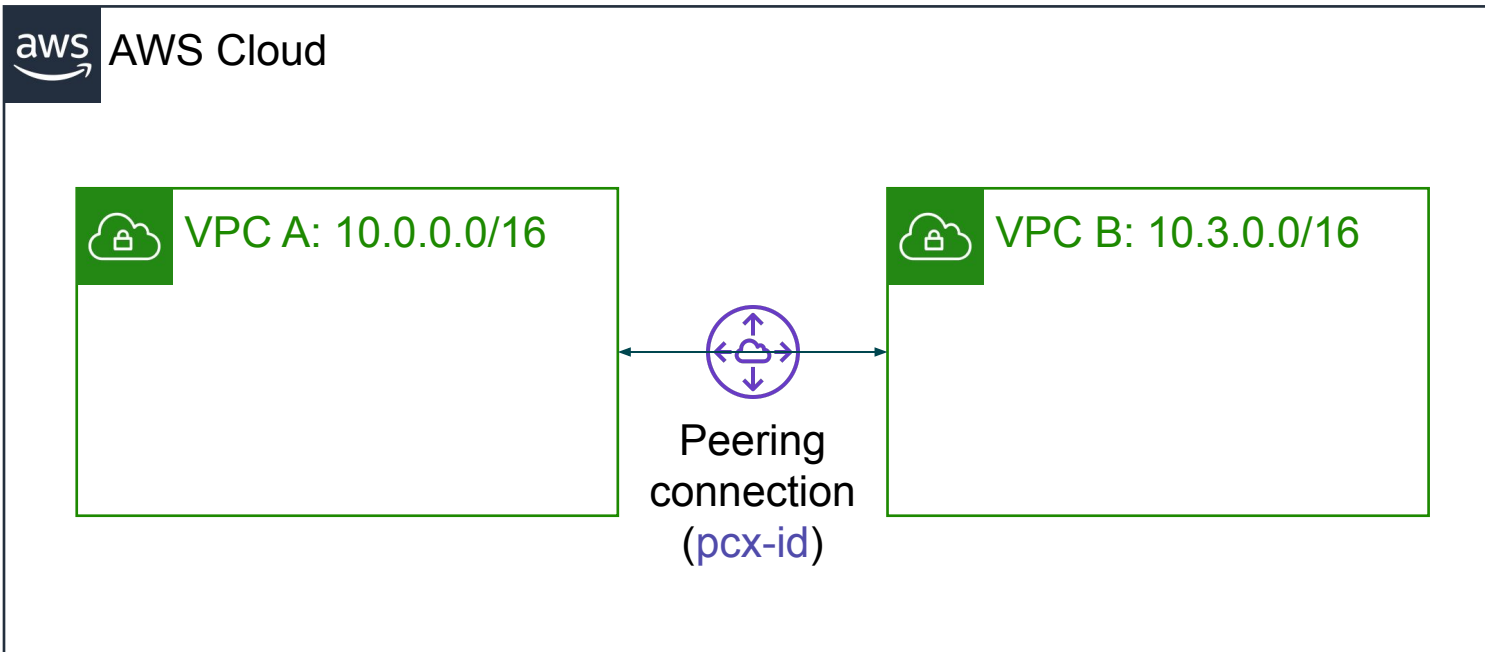 aws AWS Cloud
VPC A: 10.0.0.0/16
VPC B: 10.3.0.0/16
Peering
connection
(pcx-id)